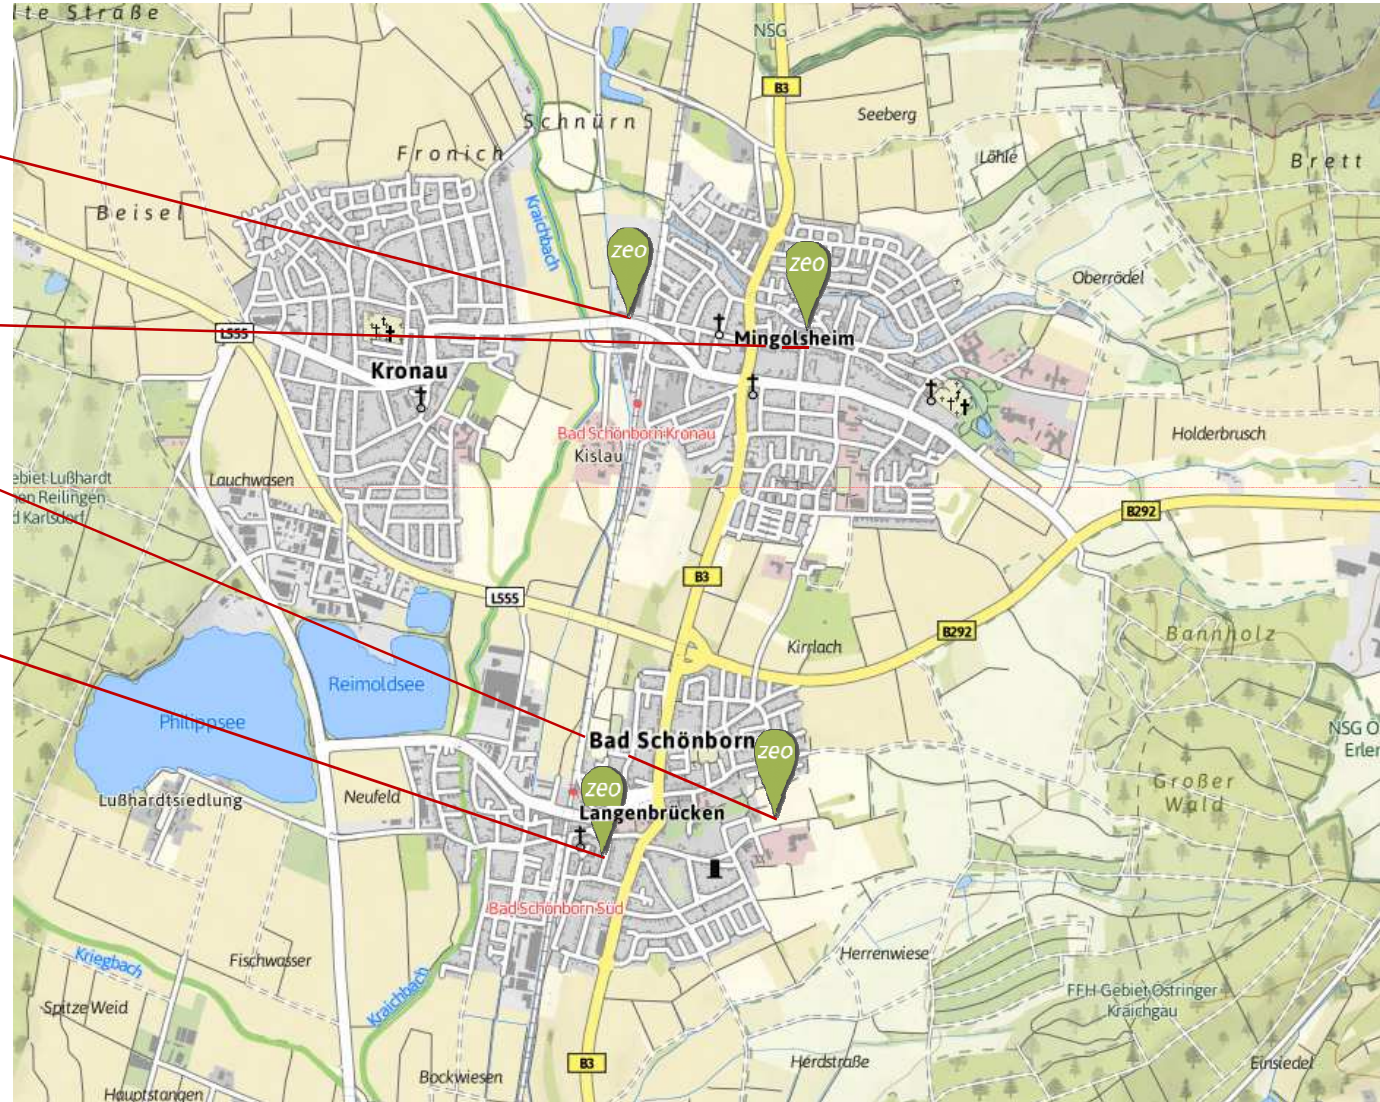 lte Straße
NSG
B3
Seeberg
Schnürn
Fronich
Löhle
Brett
Beisel
Kraichbach
zeo
zeo
Oberrödel
L555
Mingolsheim
Kronau
Bad Schönborn-Kronau
Kislau
Holderbrusch
ebiet Lußhardt
en Reilingen
d Karlsdorf
Lauchwasen
B292
B3
L555
B292
Bannholz
Kirrlach
Reimoldsee
Philippsee
NSG Ö
Erlen
Bad Schönborn
zeo
zeo
Großer
Wald
Lußhardtsiedlung
Neufeld
Langenbrücken
Bad Schönborn Süd
Kriegbach
Fischwasser
Herrenwiese
Kraichbach
FFH-Gebiet Östringer
Kraichgau
Spitze Weid
B3
Herdstraße
Einsiedel
Bockwiesen
Hauptstangen